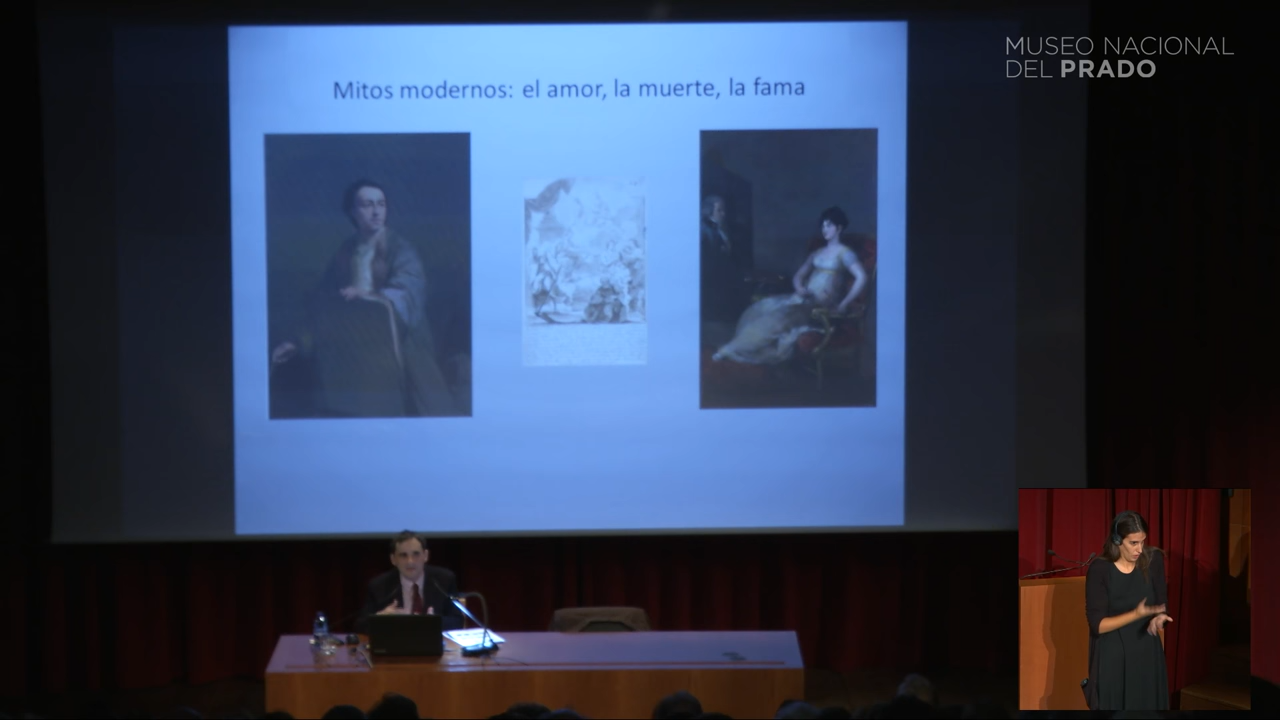 MUSEO NACIONAL
DEL PRADO
Mitos modernos: el amor, la muerte, la fama